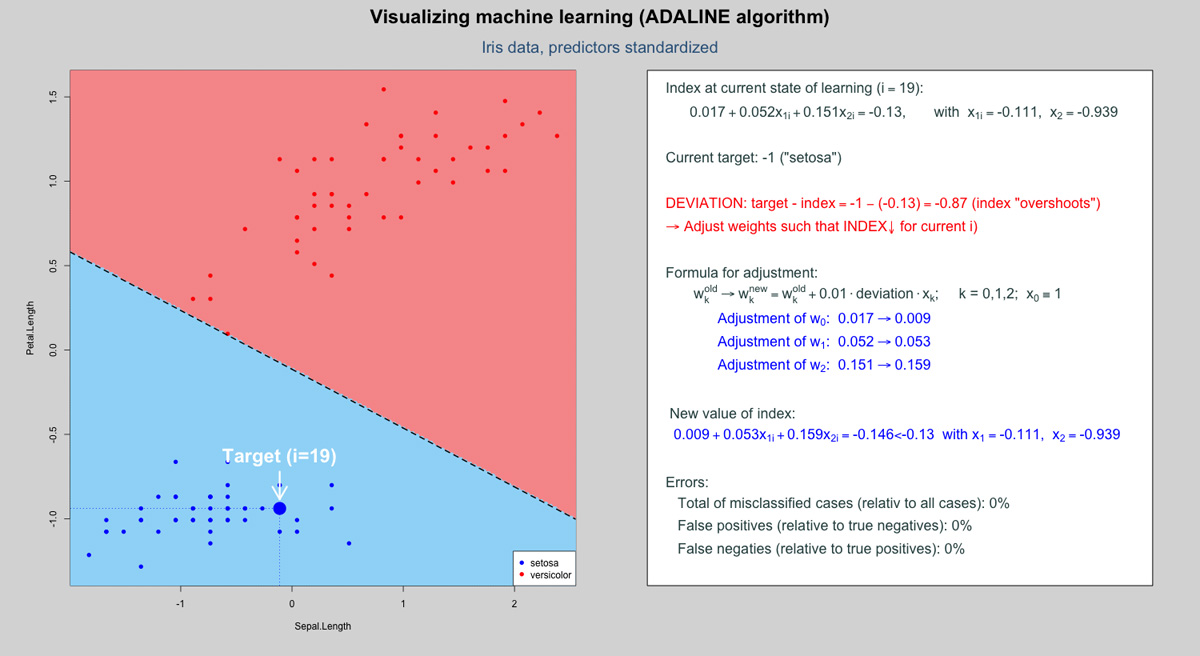 Visualizing machine learning (ADALINE algorithm)
Iris data, predictors standardized
Petal.Length
1.5
1.0
0.5
0.0
-0.5
-1.0
Target (i=19)
setosa
versicolor
-1 0 1 2
Sepal.Length
Index at current state of learning (i = 19):
0.017 + 0.052x₁ᵢ + 0.151x₂ᵢ = -0.13, with x₁ᵢ = -0.111, x₂ = -0.939
Current target: -1 ("setosa")
DEVIATION: target - index = -1 − (-0.13) = -0.87 (index "overshoots")
→ Adjust weights such that INDEX↓ for current i)
Formula for adjustment:
wₖᵒˡᵈ → wₖⁿᵉʷ = wₖᵒˡᵈ + 0.01 · deviation · xₖ; k = 0,1,2; x₀ ≡ 1
Adjustment of w₀: 0.017 → 0.009
Adjustment of w₁: 0.052 → 0.053
Adjustment of w₂: 0.151 → 0.159
New value of index:
0.009 + 0.053x₁ᵢ + 0.159x₂ᵢ = -0.146<-0.13 with x₁ = -0.111, x₂ = -0.939
Errors:
Total of misclassified cases (relativ to all cases): 0%
False positives (relative to true negatives): 0%
False negaties (relative to true positives): 0%